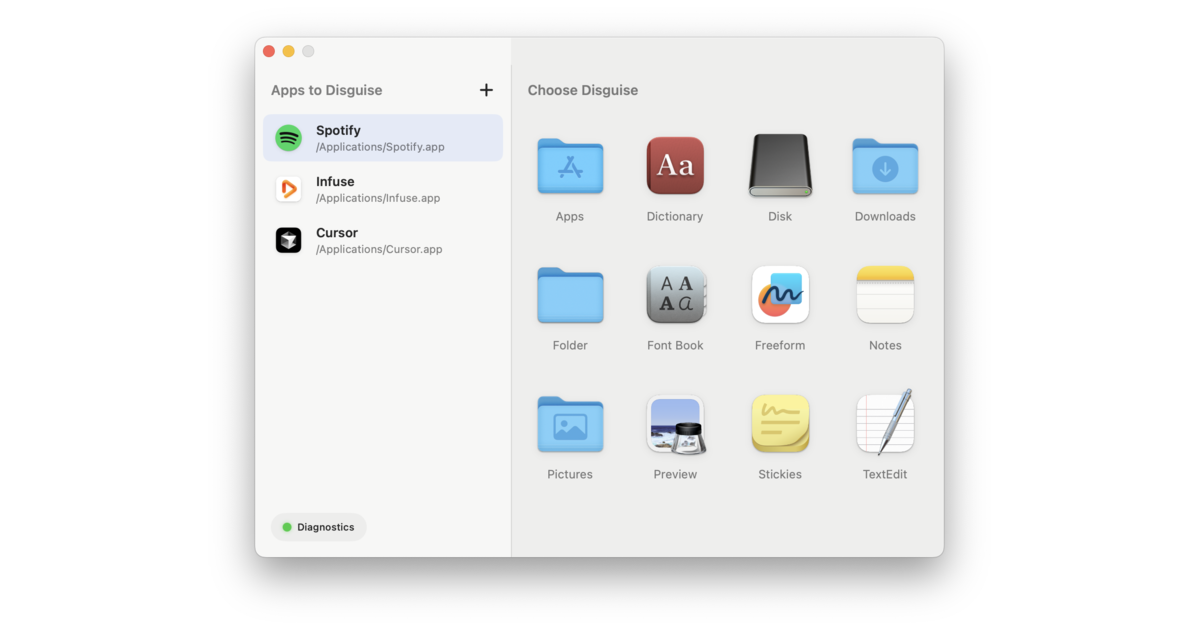 Apps to Disguise
+
Spotify
/Applications/Spotify.app
Infuse
/Applications/Infuse.app
Cursor
/Applications/Cursor.app
Diagnostics
Choose Disguise
Apps
Aa
Dictionary
Disk
Downloads
Folder
A A
A a
Font Book
Freeform
Notes
Pictures
Preview
Stickies
TextEdit